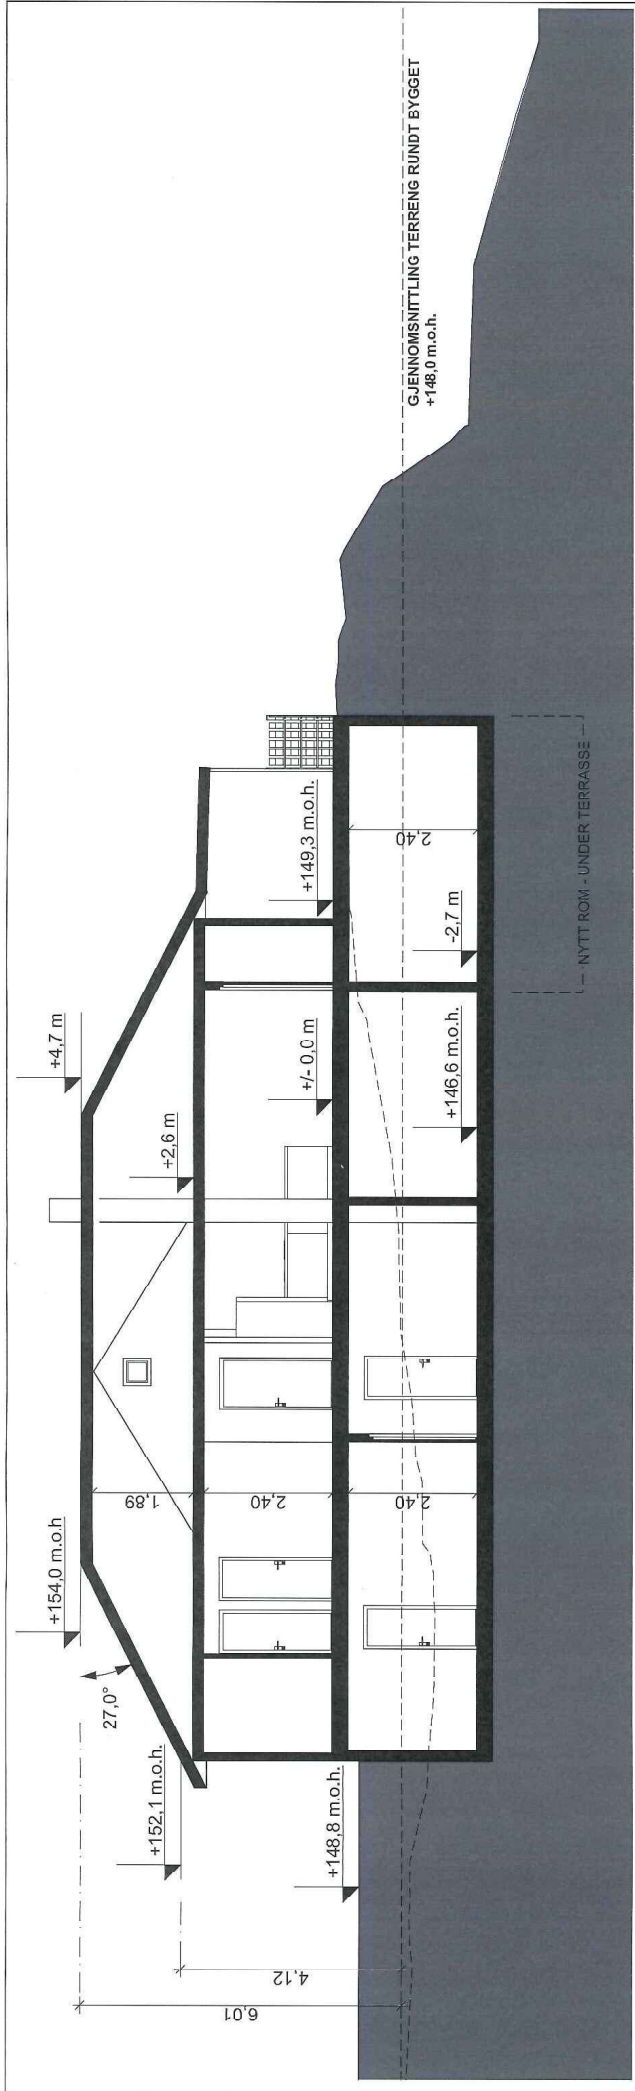 6,01
4,12
+148,8 m.o.h.
+152,1 m.o.h.
27,0°
+154,0 m.o.h
1,89
2,40
2,40
+2,6 m
+4,7 m
+/- 0,0 m
+146,6 m.o.h.
+149,3 m.o.h.
-2,7 m
2,40
NYTT ROM - UNDER TERRASSE
GJENNOMSNITTLING TERRENG RUNDT BYGGET
+148,0 m.o.h.